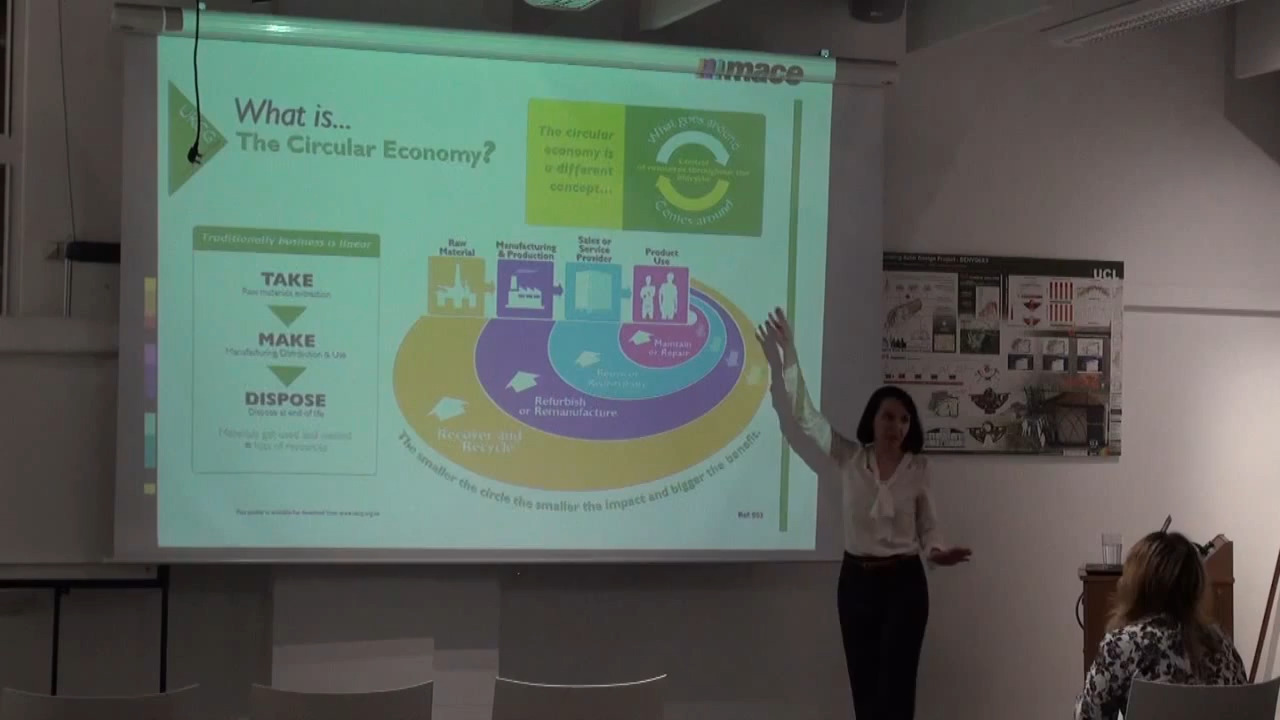 mace
What is...
The Circular Economy?
The circular
economy is
a different
concept...
What goes around
Comes around
Traditionally business is linear
TAKE
Raw materials extraction
MAKE
Manufacturing Distribution & Use
DISPOSE
Dispose at end of life
Raw
Material
Manufacturing
& Production
Sales or
Service
Provider
Product
Use
Maintain
or Repair
Refurbish
or Remanufacture
Recover and
Recycle
The smaller the circle the smaller the impact and bigger the benefit.
UCL